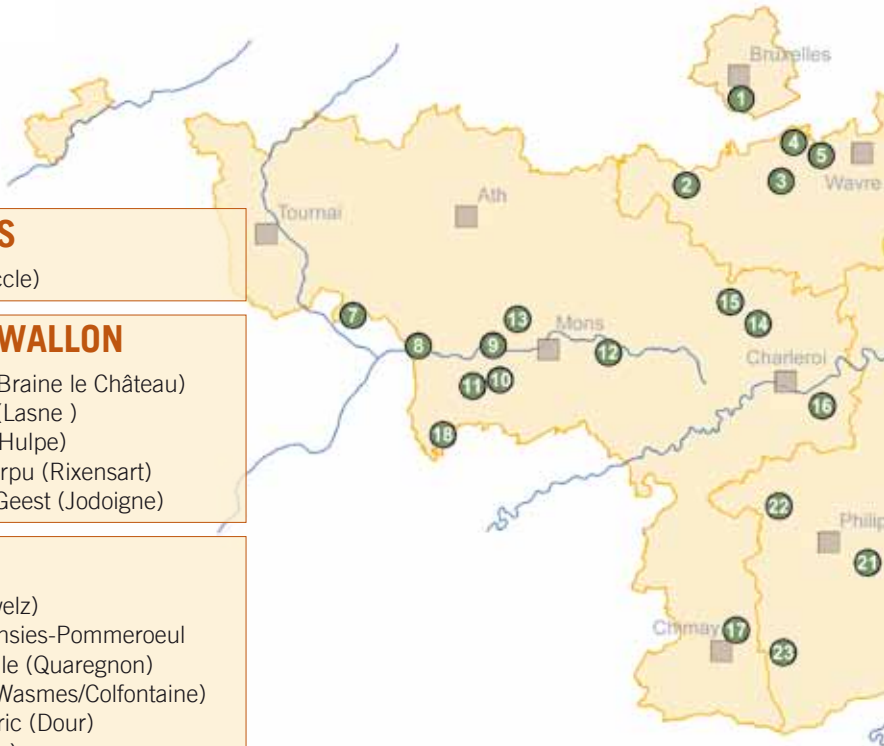 Bruxelles
1
4
5
2
3
Wavre
Ath
Tournai
S
ccle)
WALLON
Braine le Château)
(Lasne )
Hulpe)
rpu (Rixensart)
Geest (Jodoigne)
velz)
nsies-Pommeroeul
lle (Quaregnon)
Wasmes/Colfontaine)
ric (Dour)
7
8
9
13
Mons
12
11
10
18
15
14
Charleroi
16
22
Philip
21
Chimay
17
23